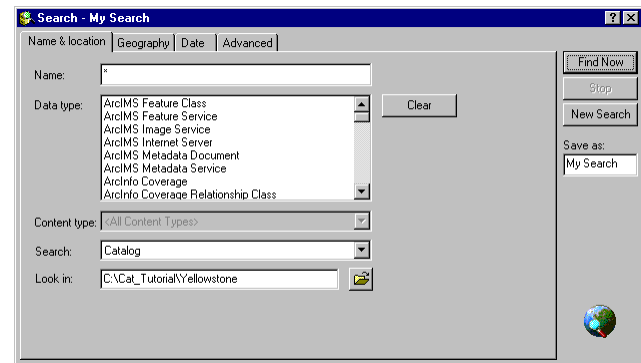 Search - My Search
Name & location Geography Date Advanced
Name: *
Data type:
ArcIMS Feature Class
ArcIMS Feature Service
ArcIMS Image Service
ArcIMS Internet Server
ArcIMS Metadata Document
ArcIMS Metadata Service
ArcInfo Coverage
ArcInfo Coverage Relationship Class
Clear
Content type: <All Content Types>
Search: Catalog
Look in: C:\Cat_Tutorial\Yellowstone
Find Now
Stop
New Search
Save as:
My Search